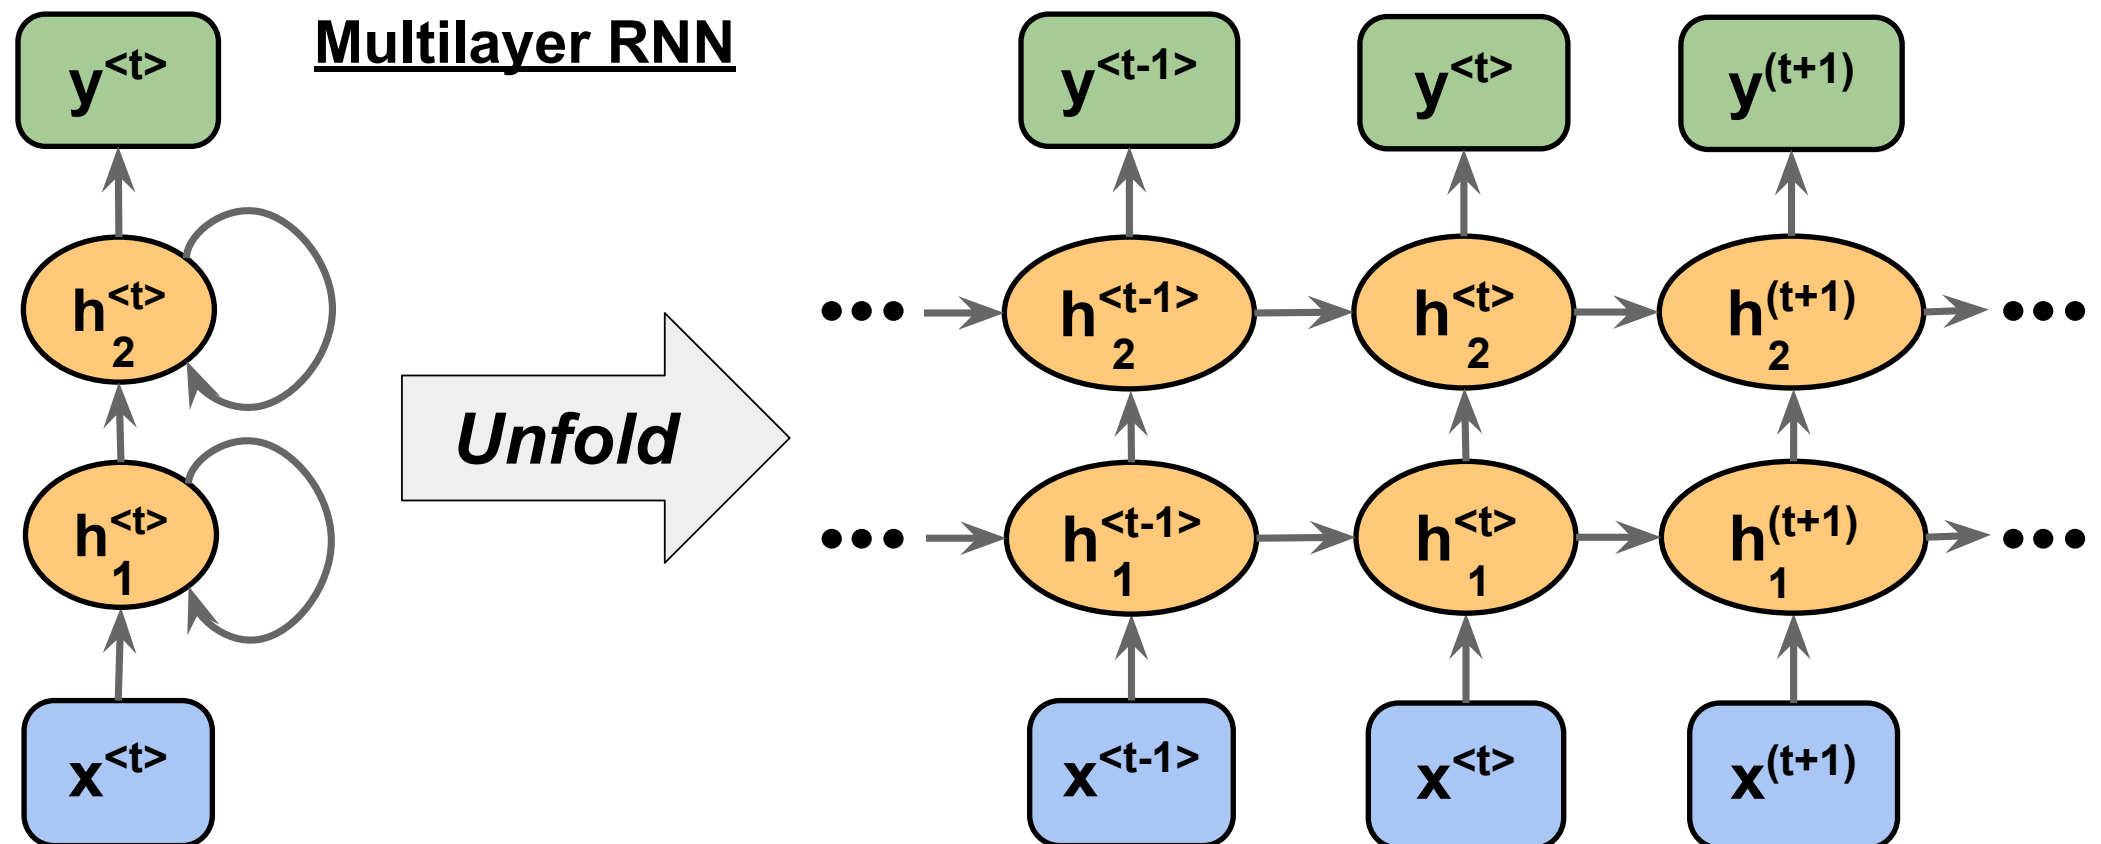 Multilayer RNN
y<t>
h<t>2
h<t>1
x<t>
Unfold
y<t-1> y<t> y(t+1)
••• h<t-1>2 h<t>2 h(t+1)2 •••
••• h<t-1>1 h<t>1 h(t+1)1 •••
x<t-1> x<t> x(t+1)